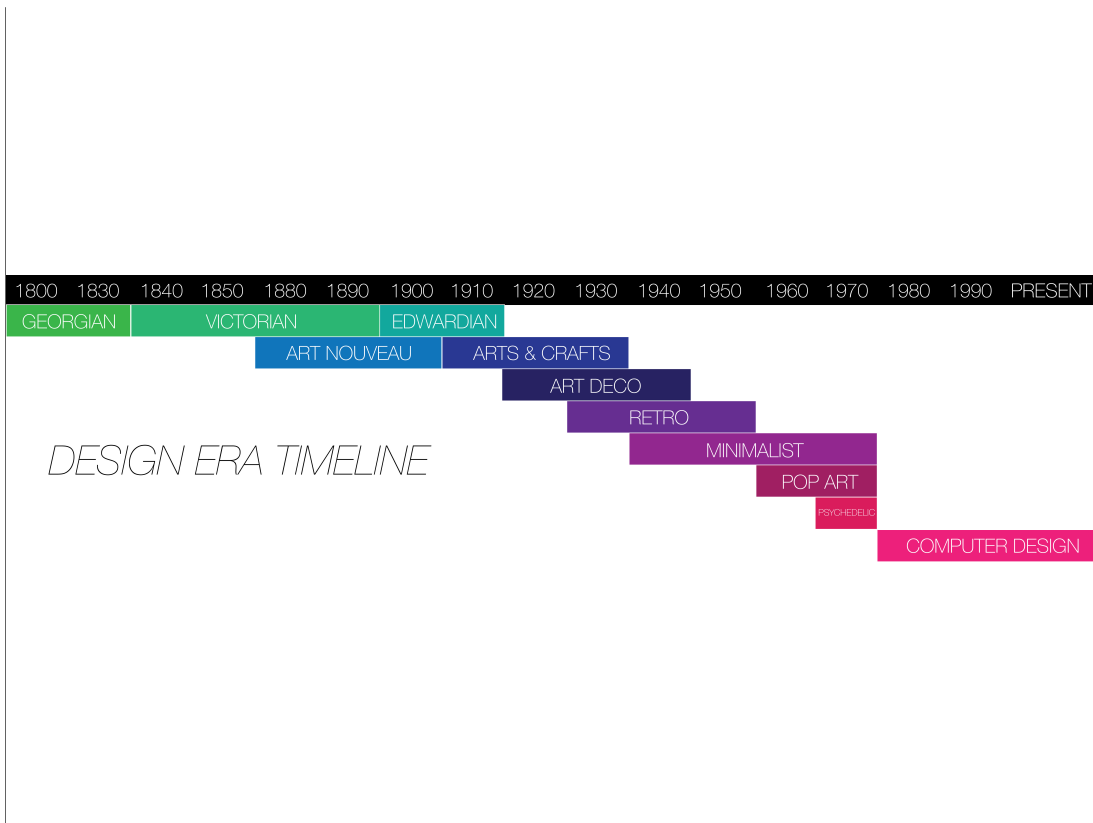 1800 1830 1840 1850 1880 1890 1900 1910 1920 1930 1940 1950 1960 1970 1980 1990 PRESENT
GEORGIAN VICTORIAN EDWARDIAN
ART NOUVEAU ARTS & CRAFTS
ART DECO
RETRO
MINIMALIST
DESIGN ERA TIMELINE
POP ART
PSYCHEDELIC
COMPUTER DESIGN